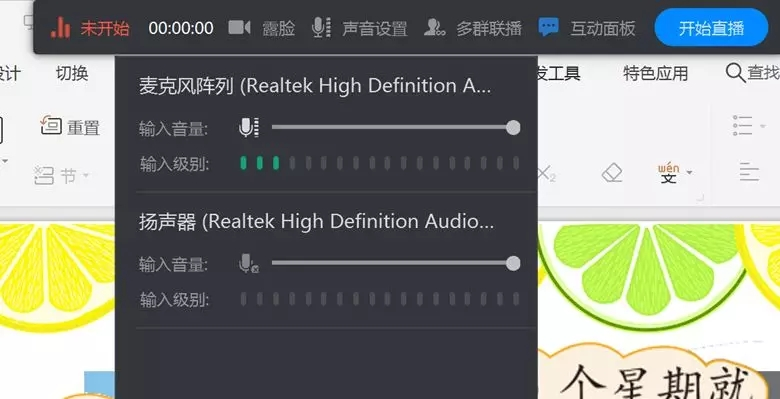 未开始 00:00:00 露脸 声音设置 多群联播 互动面板 开始直播
切换
麦克风阵列 (Realtek High Definition A...
工具 特色应用 查找
重置
输入音量:
输入级别:
节
wén
文
扬声器 (Realtek High Definition Audio...
输入音量:
输入级别:
个星期就